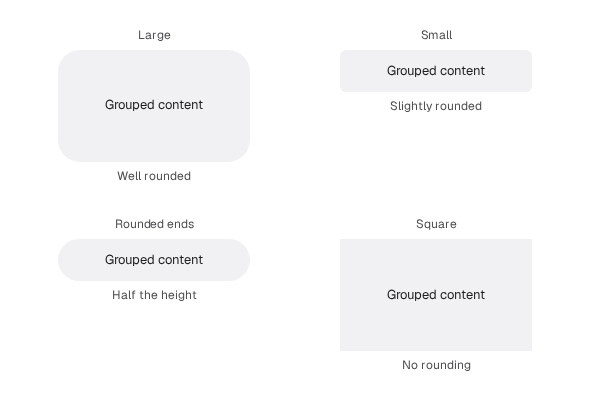 Large
Grouped content
Well rounded
Small
Grouped content
Slightly rounded
Rounded ends
Grouped content
Half the height
Square
Grouped content
No rounding